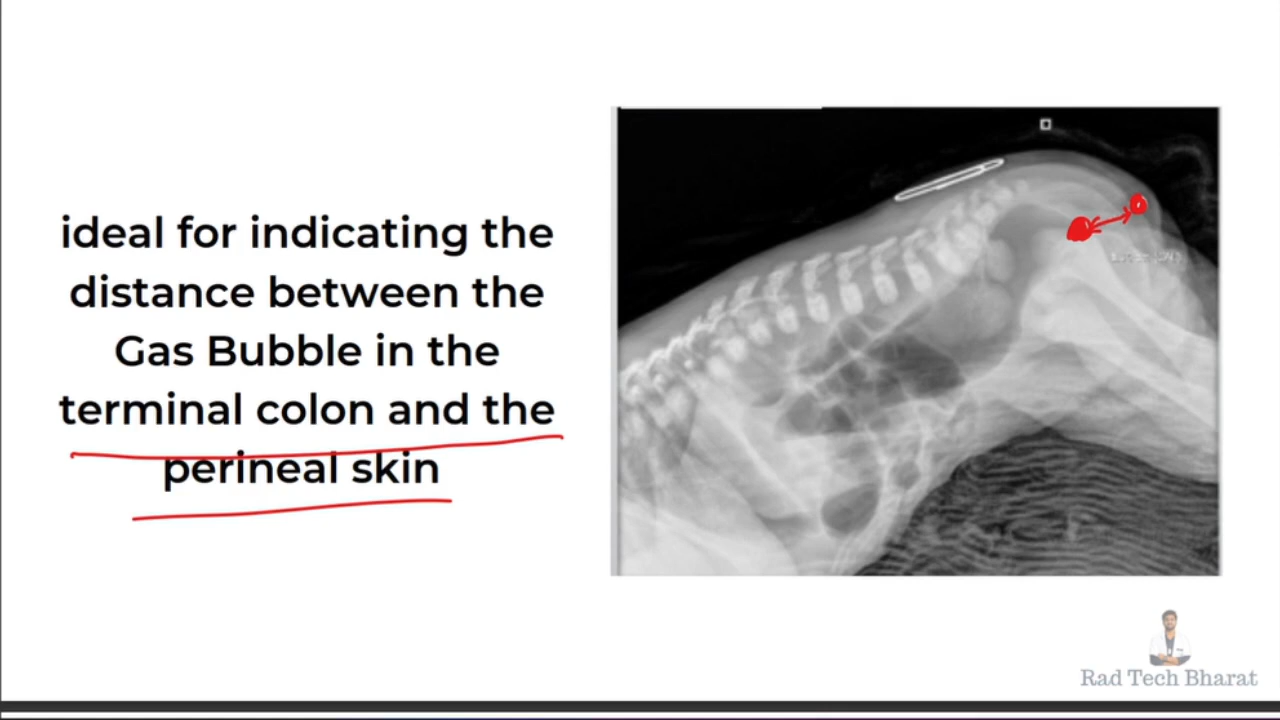 ideal for indicating the
distance between the
Gas Bubble in the
terminal colon and the
perineal skin
Rad Tech Bharat